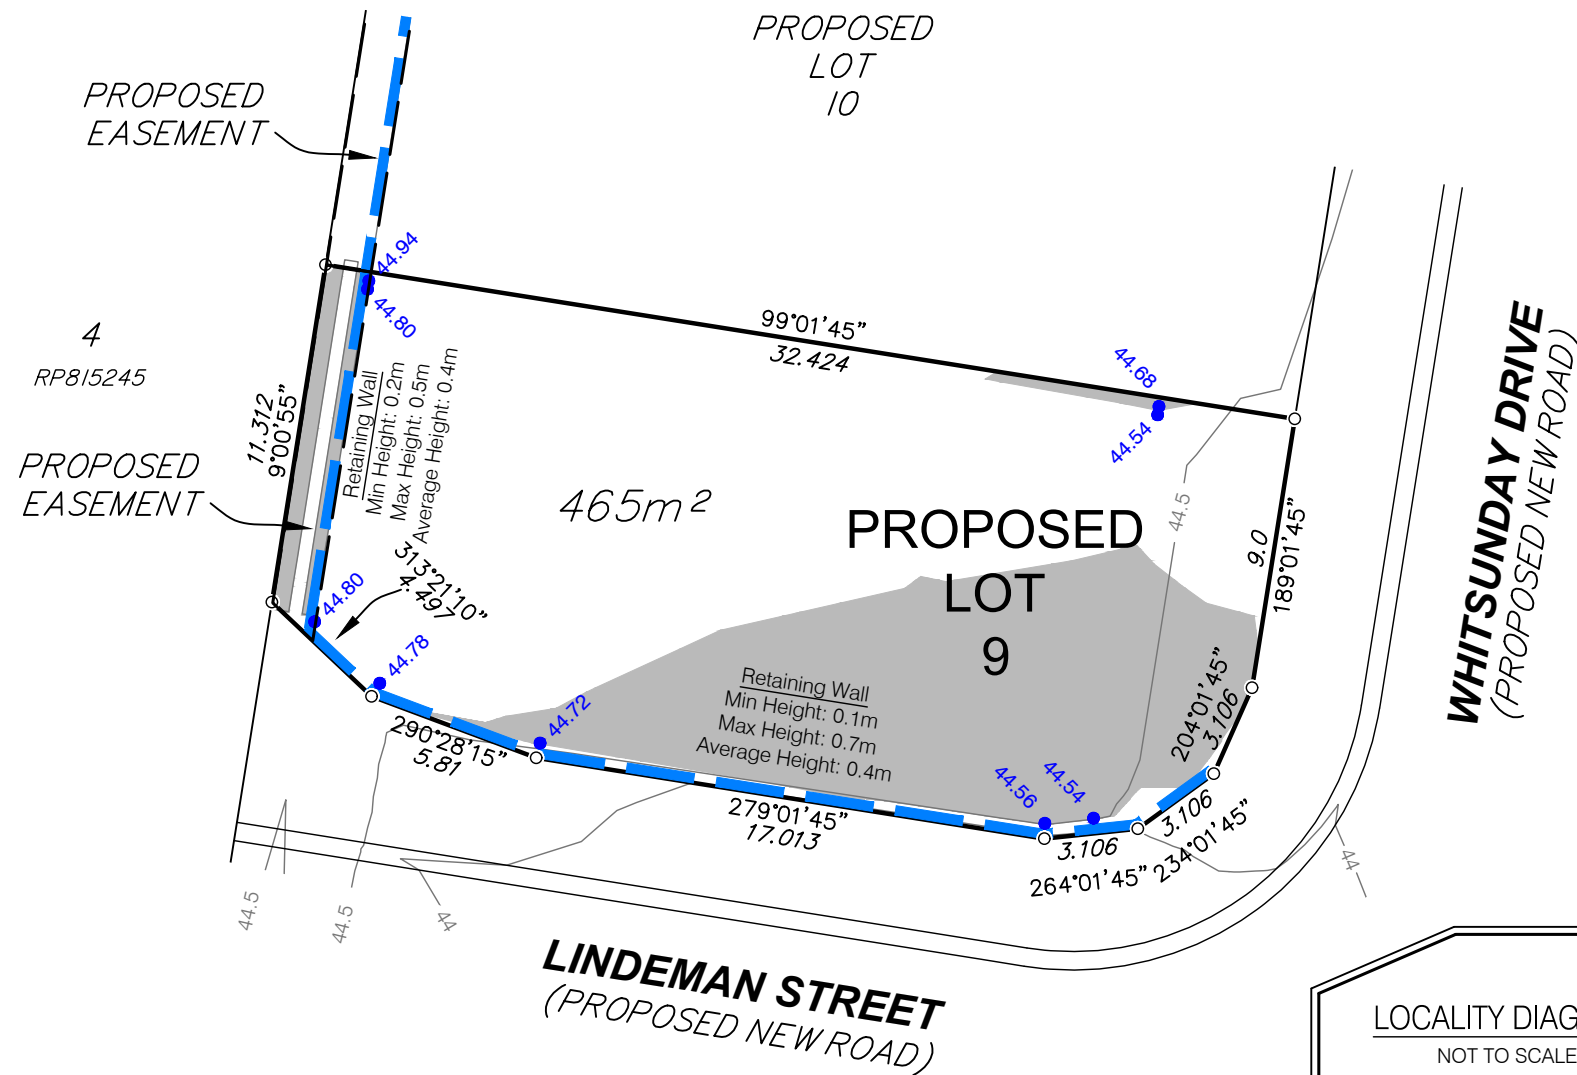 PROPOSED
LOT
10
PROPOSED
EASEMENT
44.94
44.80
4
RP815245
99°01'45"
32.424
44.68
44.54
11.312
9°00'55"
Retaining Wall
Min Height: 0.2m
Max Height: 0.5m
Average Height: 0.4m
PROPOSED
EASEMENT
465m²
PROPOSED
LOT
9
44.5
9.0
189°01'45"
WHITSUNDAY DRIVE
(PROPOSED NEW ROAD)
313°21'10"
4.497
44.80
44.78
44.72
Retaining Wall
Min Height: 0.1m
Max Height: 0.7m
Average Height: 0.4m
204°01'45"
3.106
290°28'15"
5.81
44.56
44.54
279°01'45"
17.013
3.106
264°01'45"
3.106
234°01'45"
44.5
44.5
44
44
LINDEMAN STREET
(PROPOSED NEW ROAD)
LOCALITY DIAG
NOT TO SCALE